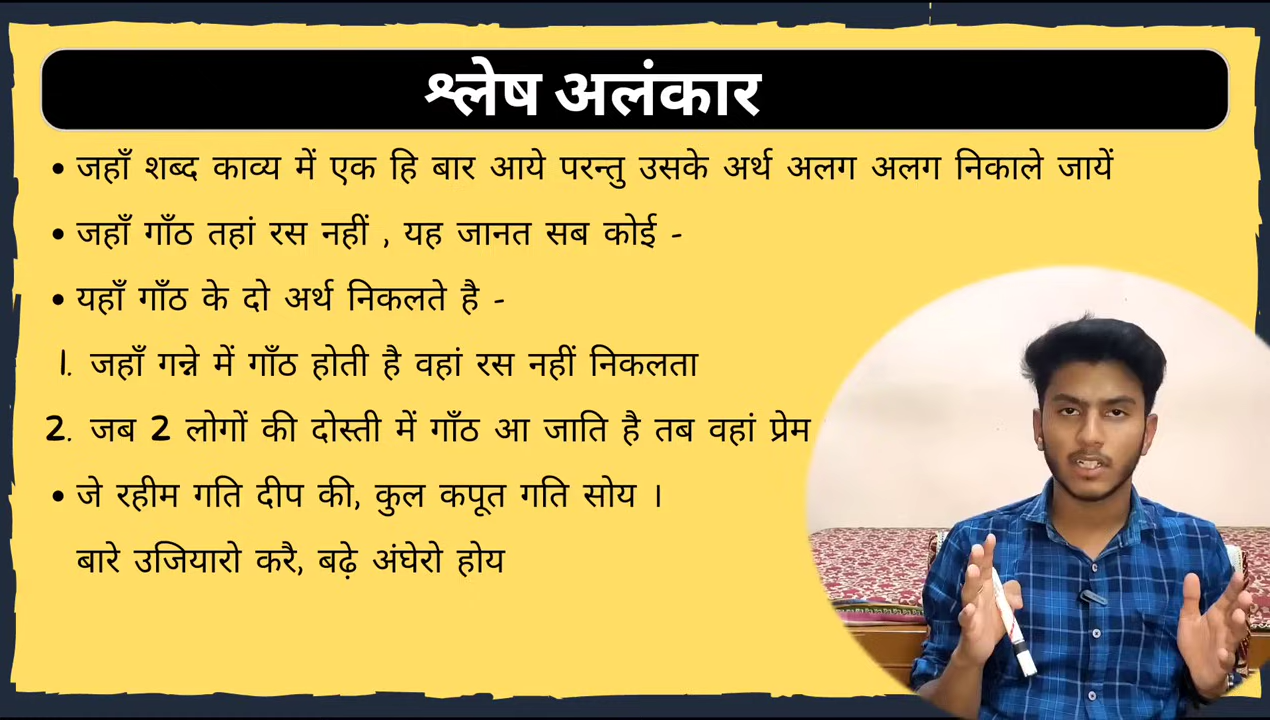 श्लेष अलंकार
• जहाँ शब्द काव्य में एक हि बार आये परन्तु उसके अर्थ अलग अलग निकाले जायें
• जहाँ गाँठ तहां रस नहीं , यह जानत सब कोई -
• यहाँ गाँठ के दो अर्थ निकलते है -
1. जहाँ गन्ने में गाँठ होती है वहां रस नहीं निकलता
2. जब 2 लोगों की दोस्ती में गाँठ आ जाति है तब वहां प्रेम
• जे रहीम गति दीप की, कुल कपूत गति सोय ।
बारे उजियारो करै, बढ़े अंघेरो होय